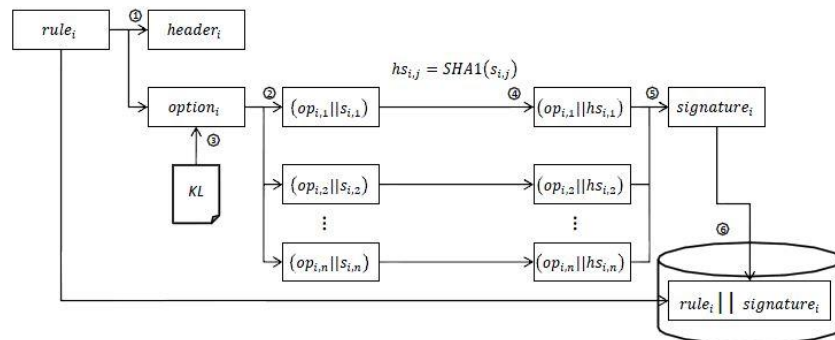 rule_i
①
header_i
hs_{i,j} = SHA1(s_{i,j})
option_i
②
(op_{i,1}||s_{i,1})
④
(op_{i,1}||hs_{i,1})
⑤
signature_i
③
KL
(op_{i,2}||s_{i,2})
(op_{i,2}||hs_{i,2})
⋮
⋮
⑥
(op_{i,n}||s_{i,n})
(op_{i,n}||hs_{i,n})
rule_i || signature_i